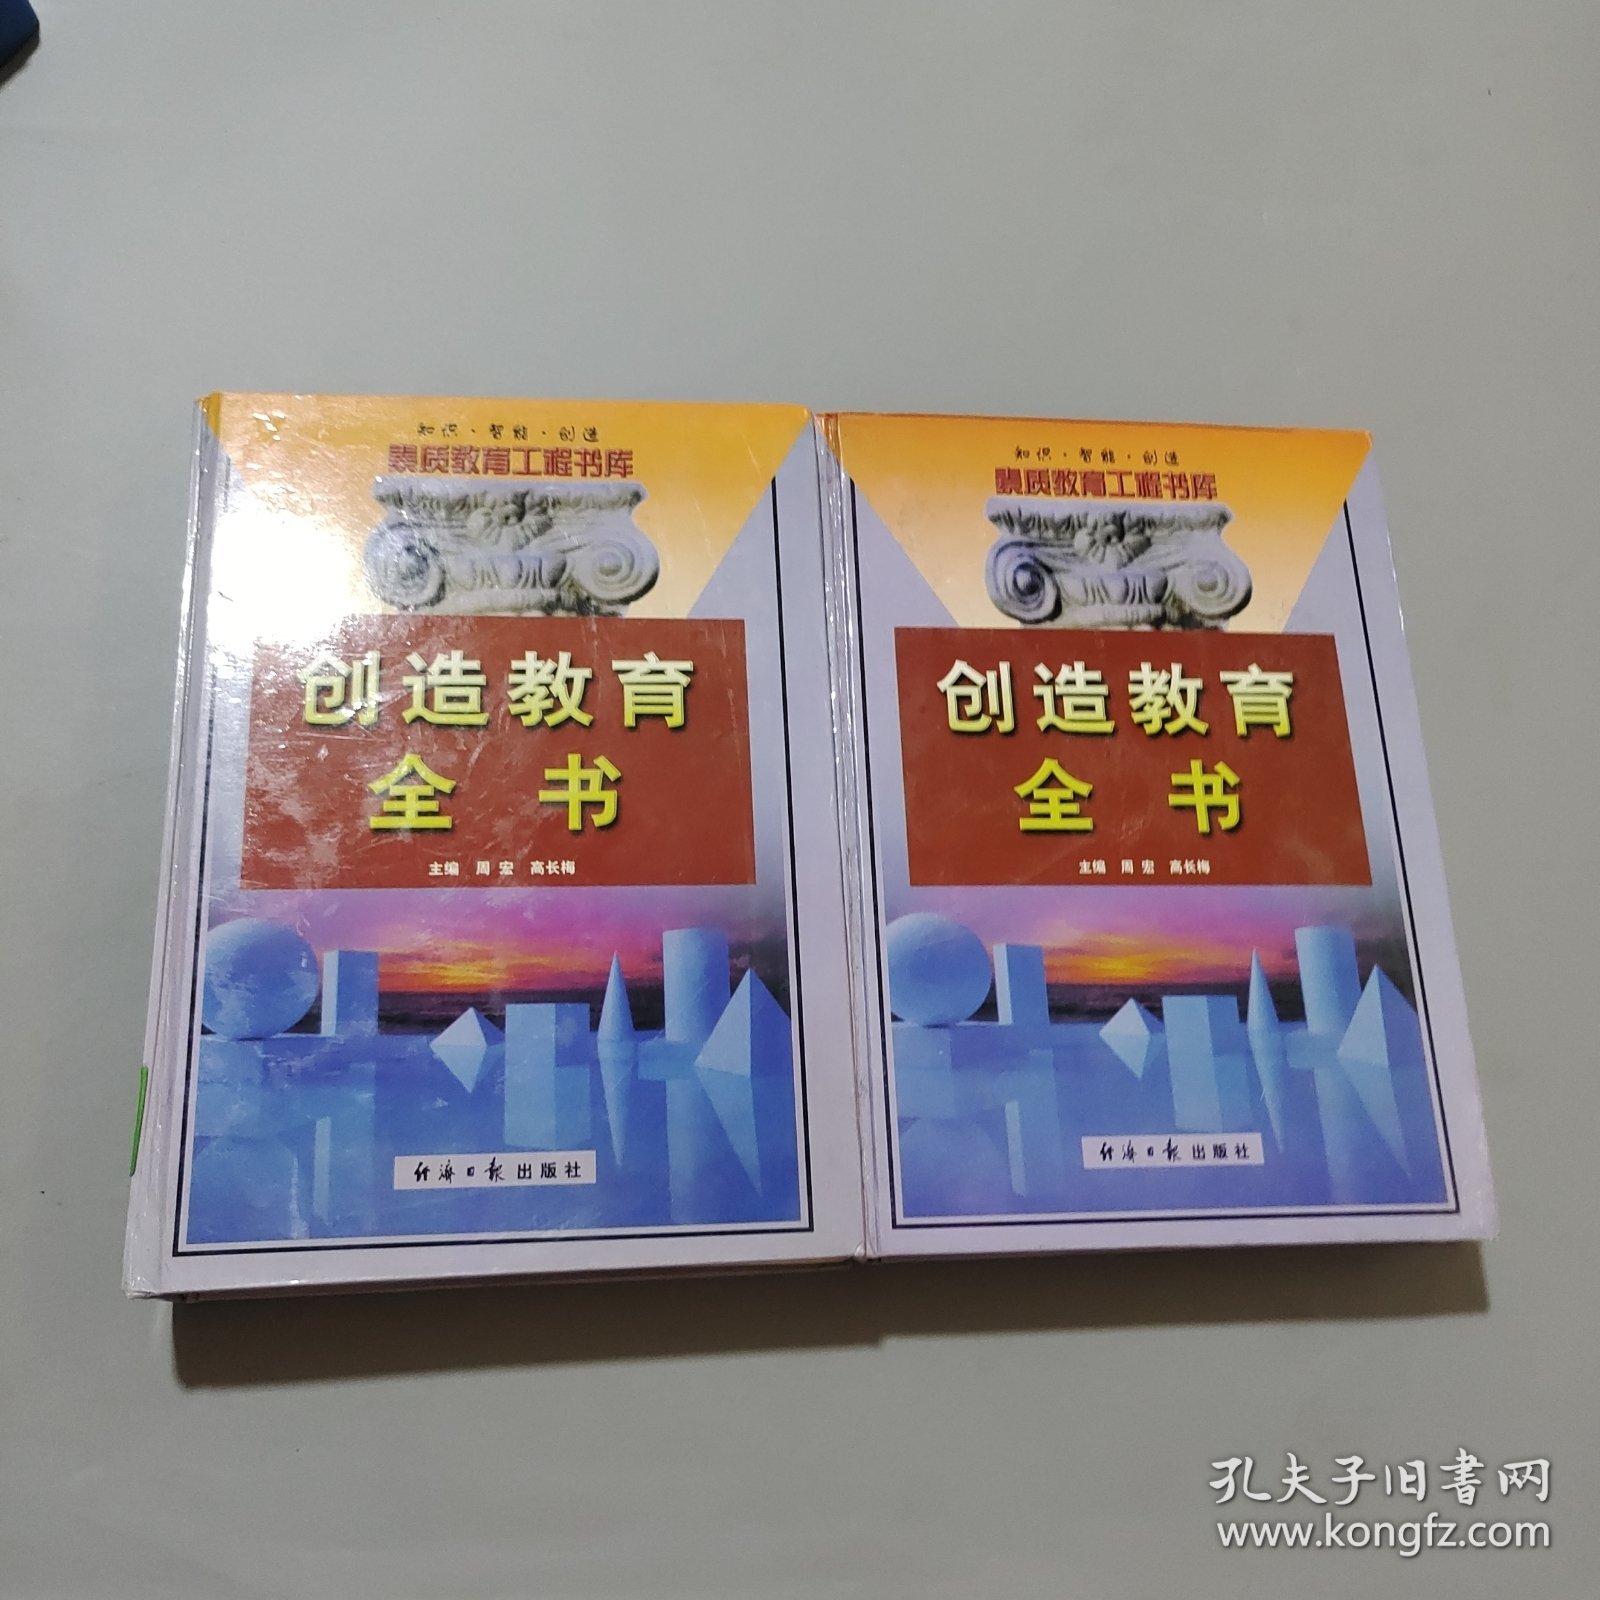 知识·智能·创造
素质教育工程书库
创造教育
全书
主编 周宏 高长梅
经济日报出版社
知识·智能·创造
素质教育工程书库
创造教育
全书
主编 周宏 高长梅
经济日报出版社
孔夫子旧書网
www.kongfz.com